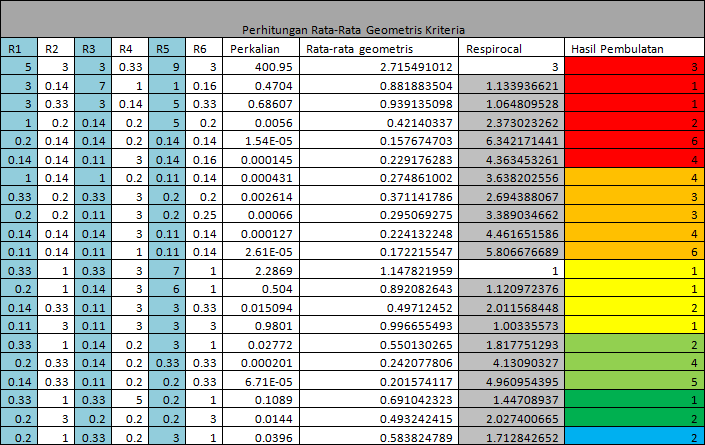 Perhitungan Rata-Rata Geometris Kriteria
R1 R2 R3 R4 R5 R6 Perkalian Rata-rata geometris Respirocal Hasil Pembulatan
5 3 3 0.33 9 3 400.95 2.715491012 3 3
3 0.14 7 1 1 0.16 0.4704 0.881883504 1.133936621 1
3 0.33 3 0.14 5 0.33 0.68607 0.939135098 1.064809528 1
1 0.2 0.14 0.2 5 0.2 0.0056 0.42140337 2.373023262 2
0.2 0.14 0.14 0.2 0.14 0.14 1.54E-05 0.157674703 6.342171441 6
0.14 0.14 0.11 3 0.14 0.16 0.000145 0.229176283 4.363453261 4
1 0.14 1 0.2 0.11 0.14 0.000431 0.274861002 3.638202556 4
0.33 0.2 0.33 3 0.2 0.2 0.002614 0.371141786 2.694388067 3
0.2 0.2 0.11 3 0.2 0.25 0.00066 0.295069275 3.389034662 3
0.14 0.14 0.14 3 0.11 0.14 0.000127 0.224132248 4.461651586 4
0.11 0.14 0.11 1 0.11 0.14 2.61E-05 0.172215547 5.806676689 6
0.33 1 0.33 3 7 1 2.2869 1.147821959 1 1
0.2 1 0.14 3 6 1 0.504 0.892082643 1.120972376 1
0.14 0.33 0.11 3 3 0.33 0.015094 0.49712452 2.011568448 2
0.11 3 0.11 3 3 3 0.9801 0.996655493 1.00335573 1
0.33 1 0.14 0.2 3 1 0.02772 0.550130265 1.817751293 2
0.2 0.33 0.14 0.2 0.33 0.33 0.000201 0.242077806 4.13090327 4
0.14 0.33 0.11 0.2 0.2 0.33 6.71E-05 0.201574117 4.960954395 5
0.33 1 0.33 5 0.2 1 0.1089 0.691042323 1.44708937 1
0.2 3 0.2 0.2 0.2 3 0.0144 0.493242415 2.027400665 2
0.2 1 0.33 0.2 3 1 0.0396 0.583824789 1.712842652 2